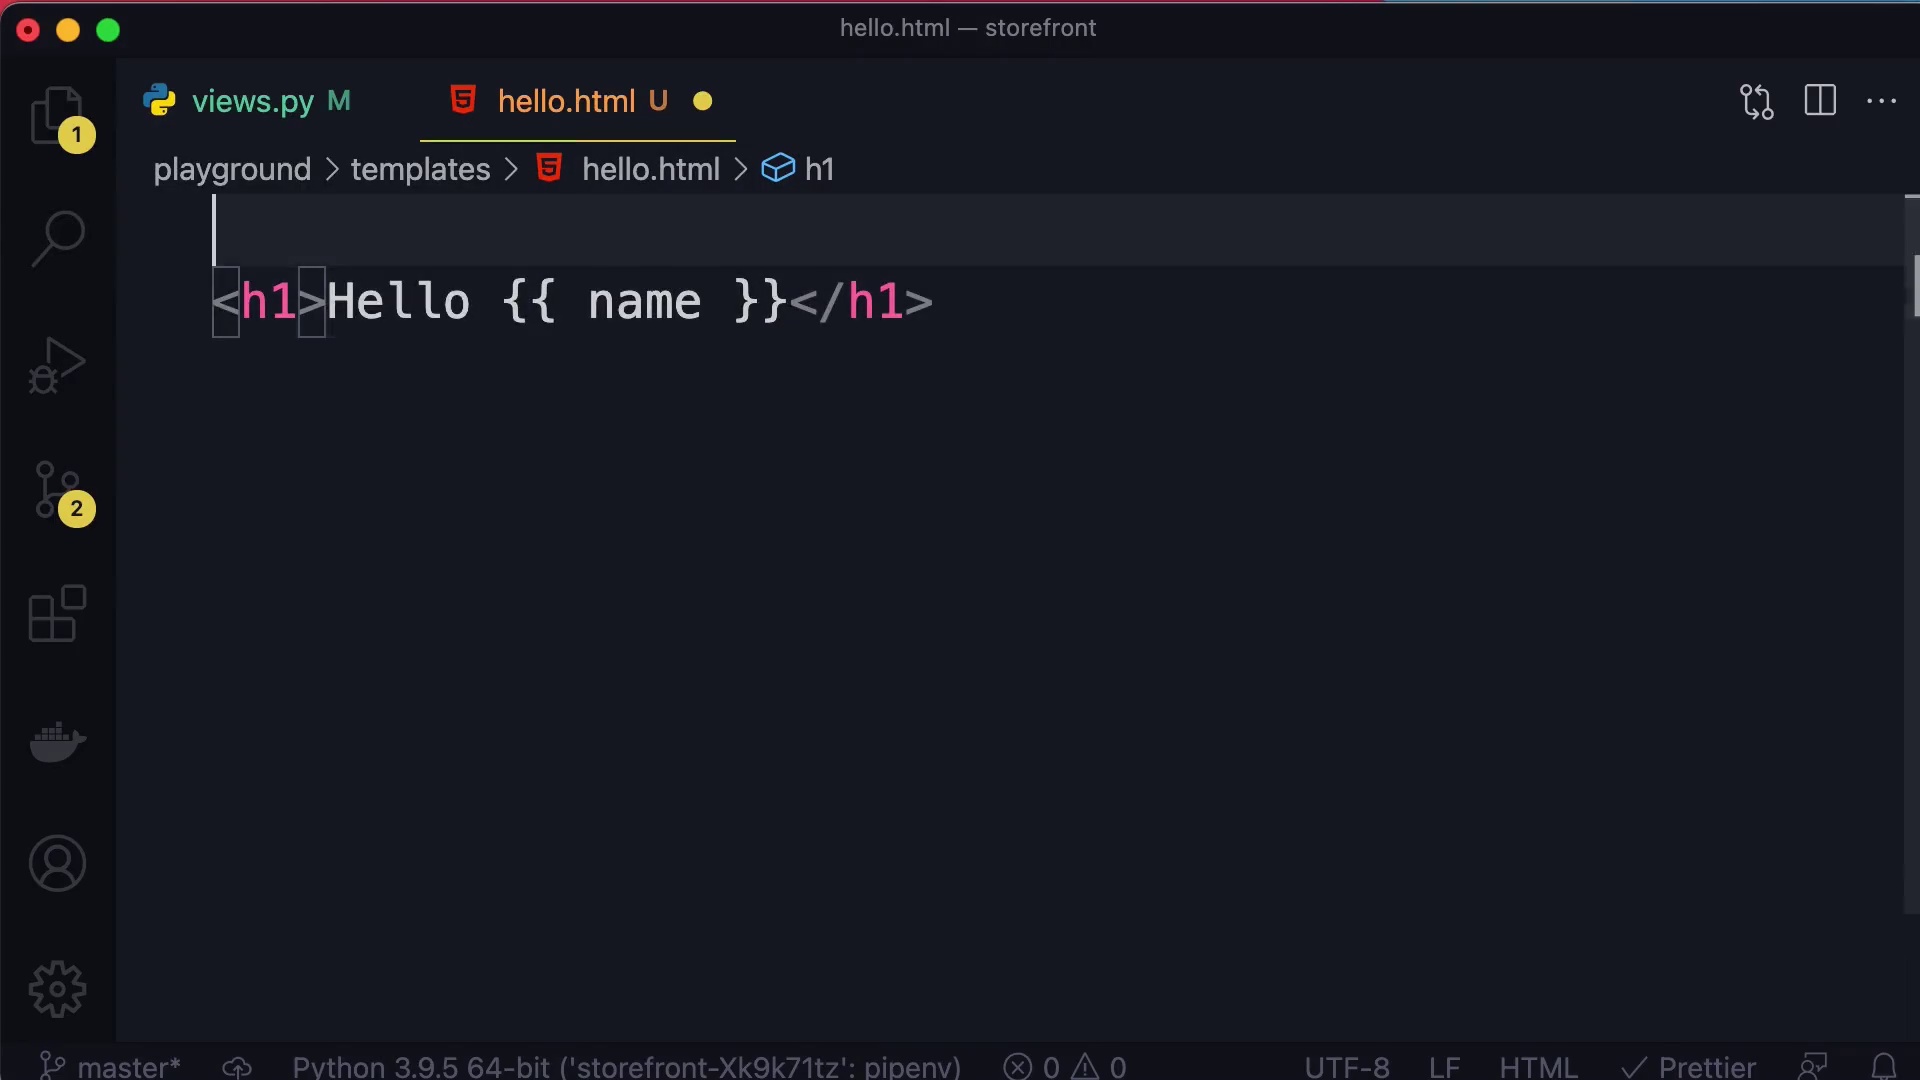 hello.html — storefront
views.py M hello.html U
playground > templates > hello.html > h1
1
<h1>Hello {{ name }}</h1>
2
master* Python 3.9.5 64-bit ('storefront-Xk9k71tz': pipenv) 0 0 UTF-8 LF HTML Prettier